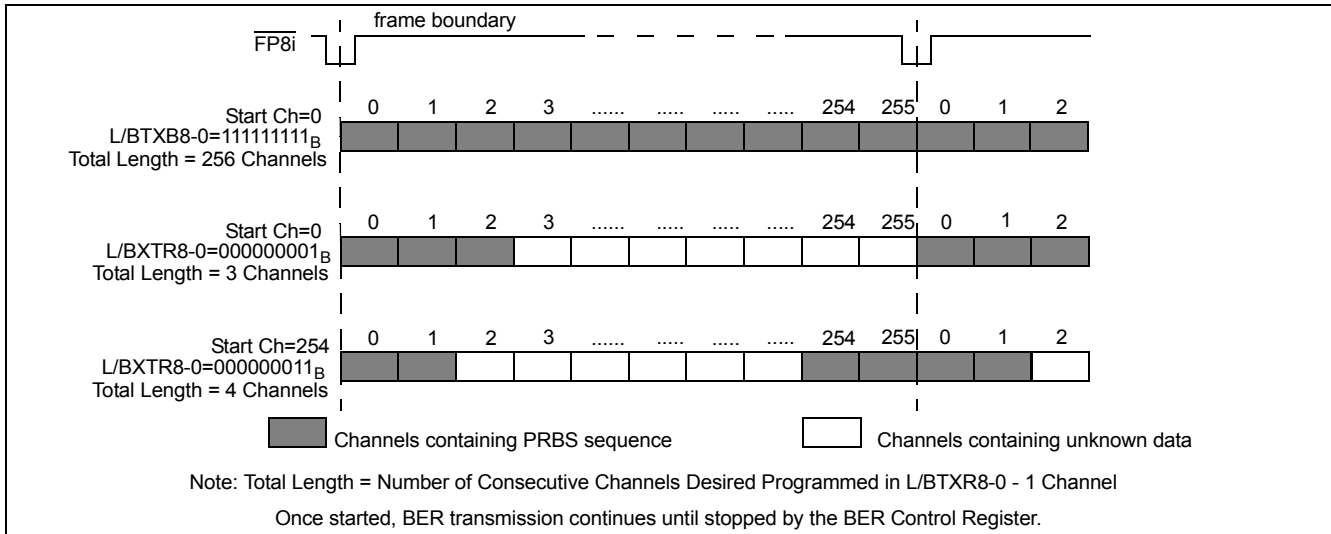 frame boundary
FP8i
0 1 2 3 ...... ..... ..... ..... 254 255 0 1 2
Start Ch=0
L/BTXB8-0=111111111B
Total Length = 256 Channels
0 1 2 3 ...... ..... ..... ..... 254 255 0 1 2
Start Ch=0
L/BXTR8-0=000000001B
Total Length = 3 Channels
0 1 2 3 ...... ..... ..... ..... 254 255 0 1 2
Start Ch=254
L/BXTR8-0=000000011B
Total Length = 4 Channels
Channels containing PRBS sequence Channels containing unknown data
Note: Total Length = Number of Consecutive Channels Desired Programmed in L/BTXR8-0 - 1 Channel
Once started, BER transmission continues until stopped by the BER Control Register.